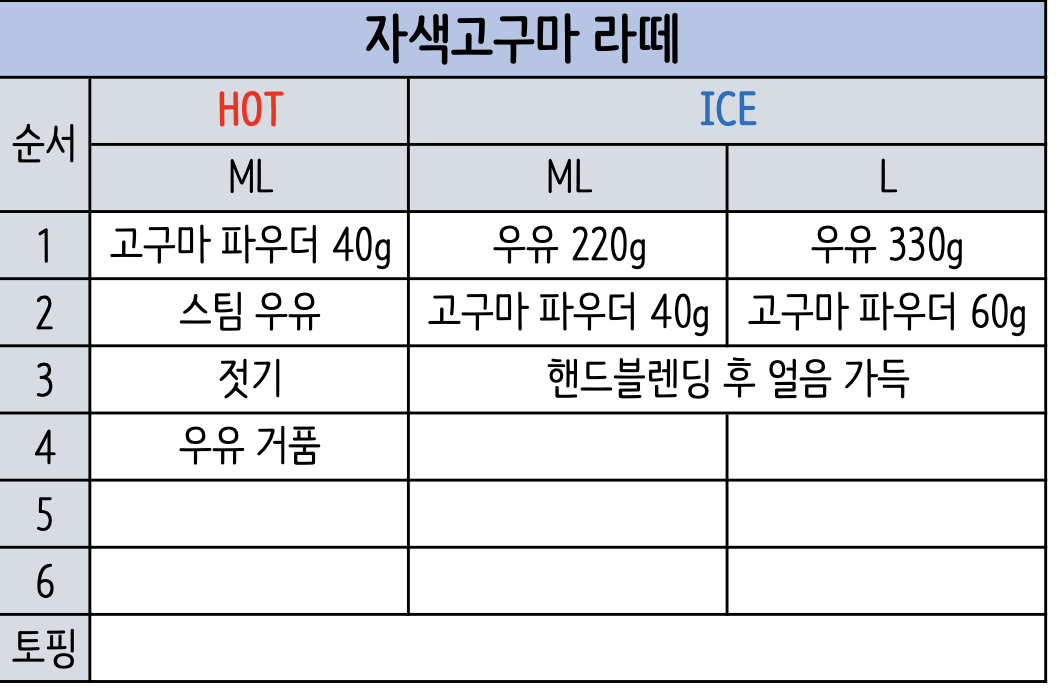 자색고구마 라떼
순서 HOT ICE
ML ML L
1 고구마 파우더 40g 우유 220g 우유 330g
2 스팀 우유 고구마 파우더 40g 고구마 파우더 60g
3 젓기 핸드블렌딩 후 얼음 가득
4 우유 거품
5
6
토핑